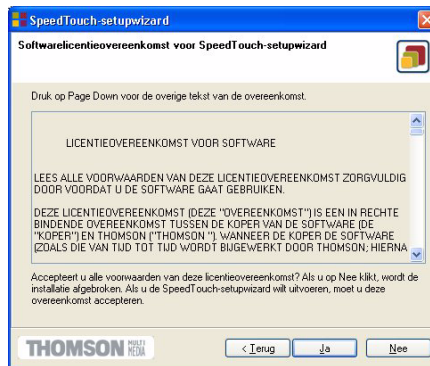 SpeedTouch-setupwizard
Softwarelicentieovereenkomst voor SpeedTouch-setupwizard
Druk op Page Down voor de overige tekst van de overeenkomst.
LICENTIEOVEREENKOMST VOOR SOFTWARE
LEES ALLE VOORWAARDEN VAN DEZE LICENTIEOVEREENKOMST ZORGVULDIG
DOOR VOORDAT U DE SOFTWARE GAAT GEBRUIKEN.
DEZE LICENTIEOVEREENKOMST (DEZE "OVEREENKOMST") IS EEN IN RECHTE
BINDENDE OVEREENKOMST TUSSEN DE KOPER VAN DE SOFTWARE (DE
"KOPER") EN THOMSON ("THOMSON "). WANNEER DE KOPER DE SOFTWARE
(ZOALS DIE VAN TIJD TOT TIJD WORDT BIJGEWERKT DOOR THOMSON; HIERNA
Accepteert u alle voorwaarden van deze licentieovereenkomst? Als u op Nee klikt, wordt de
installatie afgebroken. Als u de SpeedTouch-setupwizard wilt uitvoeren, moet u deze
overeenkomst accepteren.
THOMSON MULTI MEDIA
< Terug
Ja
Nee